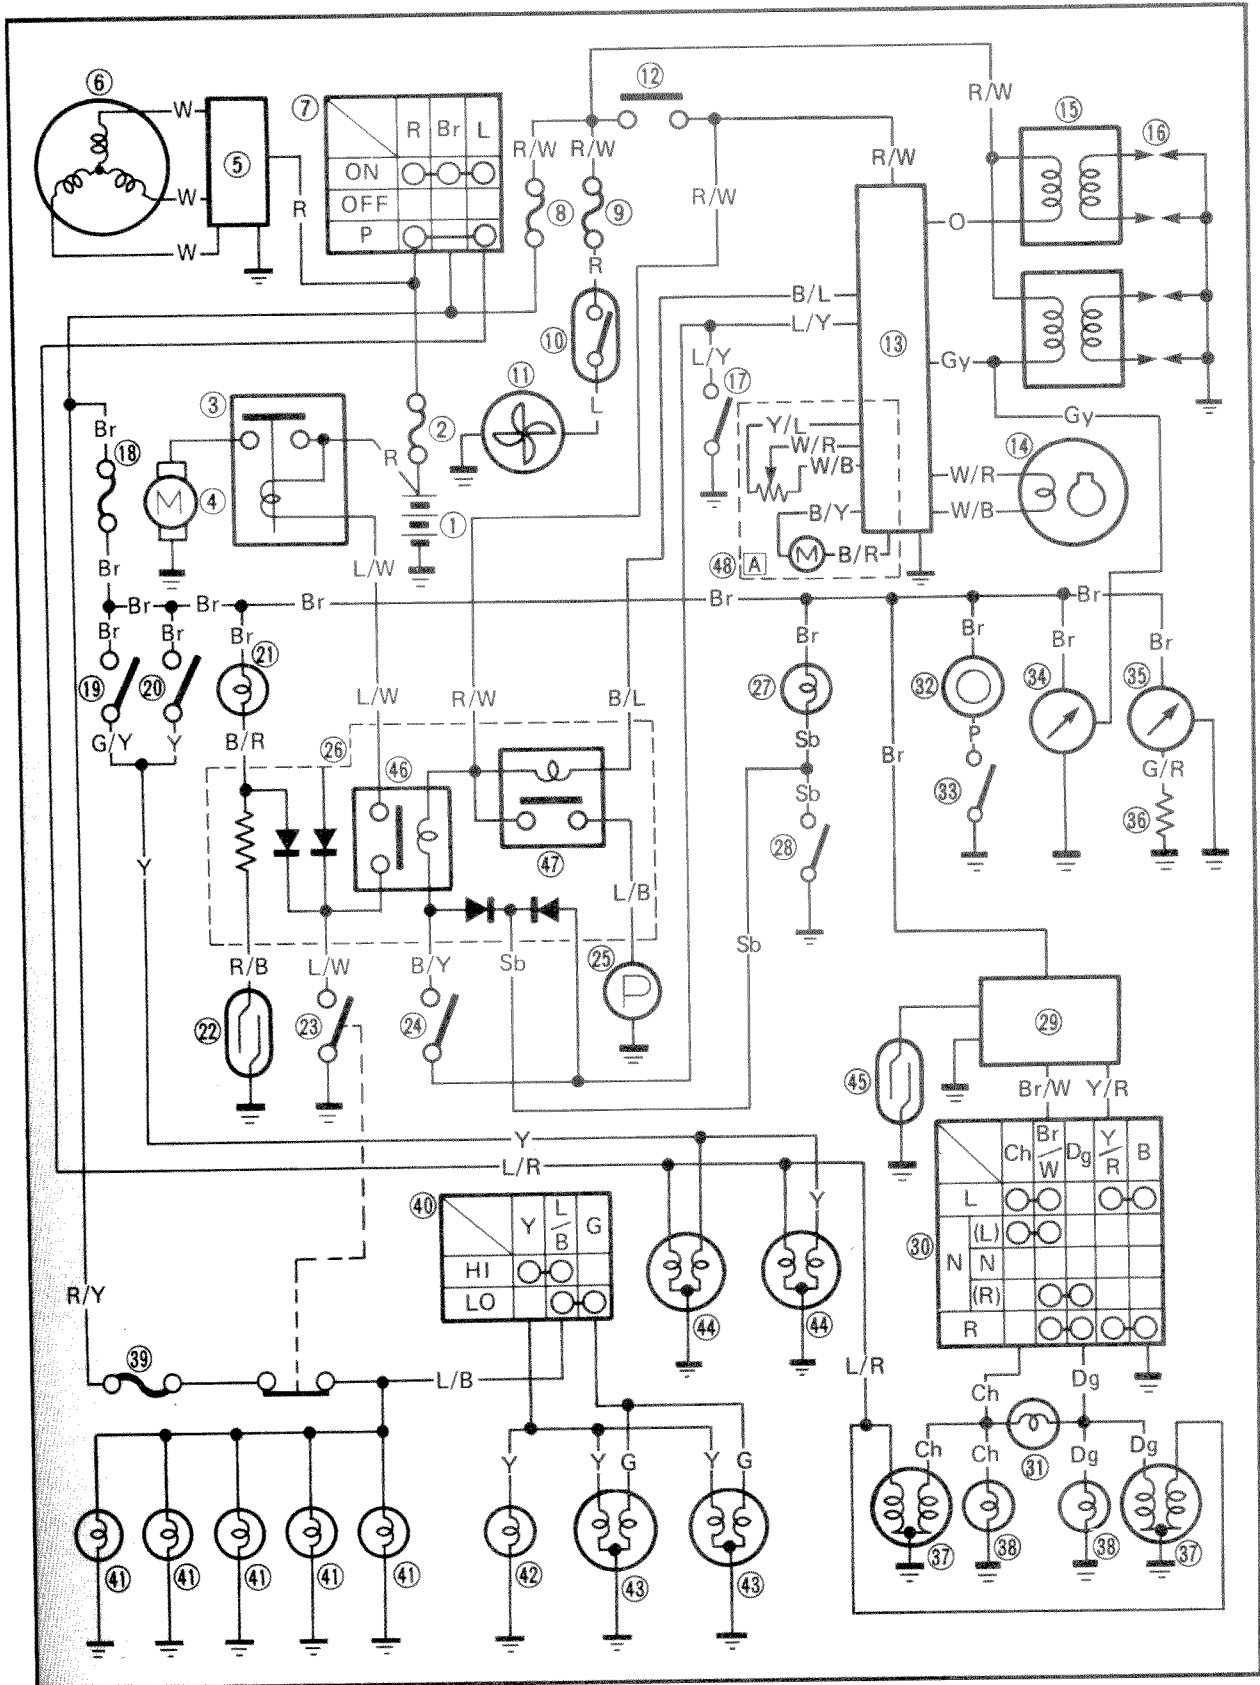 6
W
5
W
W
R
7
R Br L
ON
OFF
P
12
R/W R/W
8 9
R
10
L
11
R/W
R/W
R/W
15
16
O
B/L
L/Y
13
L/Y
17
Gy
Gy
Y/L
W/R
W/B
B/Y
M B/R
48 A
14
W/R
W/B
3
Br
18
M
4
R
2
1
L/W
Br
Br Br Br Br Br
Br Br Br
19 20 21
G/Y Y B/R
L/W R/W B/L
26
46
47
L/B
Br
27
Sb
Sb
28
Br
32
P
33
Br
34
Br
35
G/R
36
Br
Y
R/B L/W B/Y Sb
25
P
22 23 24
Sb
29
45
Br/W Y/R
Y
L/R
Y
30
Ch Br/W Dg Y/R B
L
N (L)
N
(R)
R
40
Y L/B G
HI
LO
44 44
R/Y
39
L/B
L/R
Ch Dg
Ch Ch 31 Dg Dg
Y Y G Y G
37 38 38 37
41 41 41 41 41 42 43 43